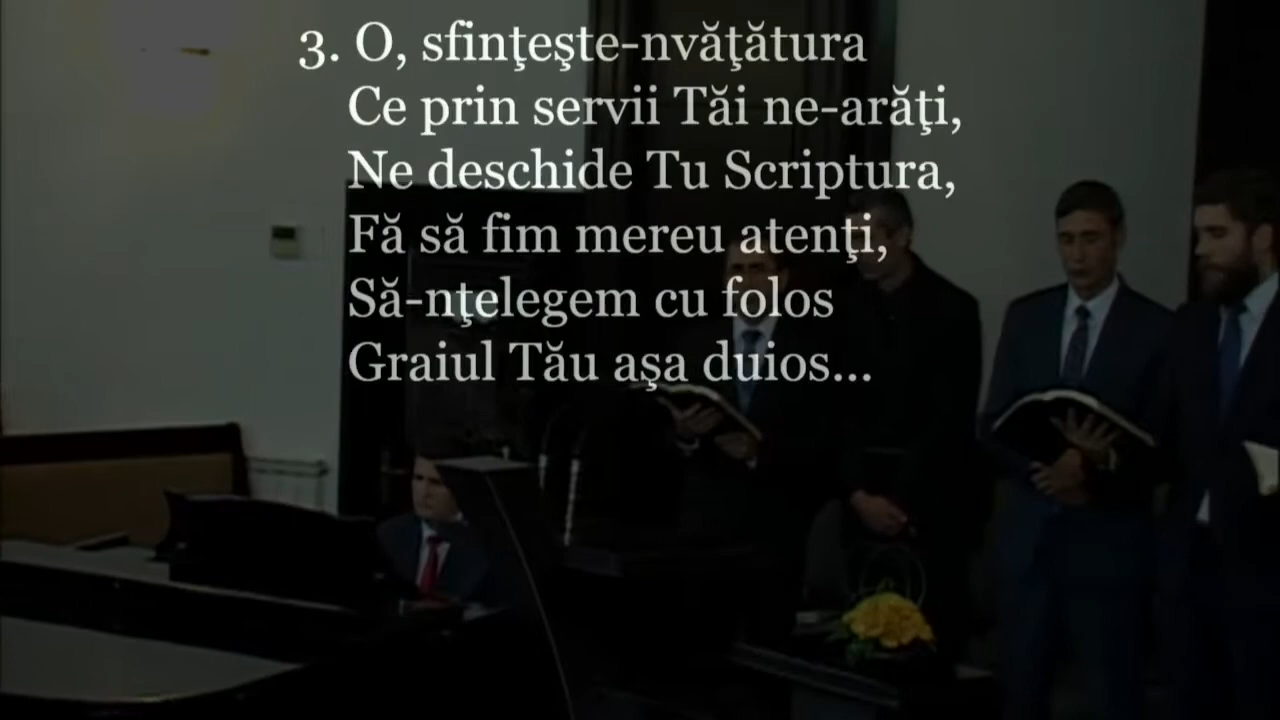 3. O, sfinţeşte-nvăţătura
Ce prin servii Tăi ne-arăţi,
Ne deschide Tu Scriptura,
Fă să fim mereu atenţi,
Să-nţelegem cu folos
Graiul Tău aşa duios...